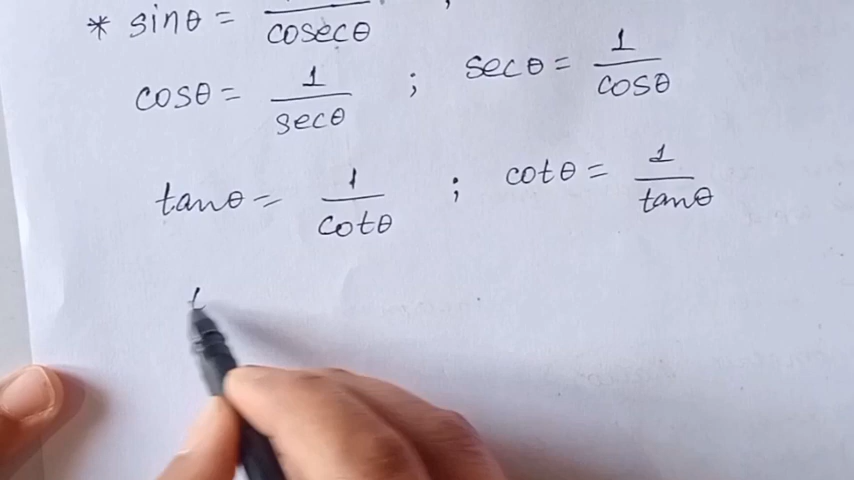 * sinθ = 1/cosecθ ;
cosθ = 1/secθ ; secθ = 1/cosθ
tanθ = 1/cotθ ; cotθ = 1/tanθ